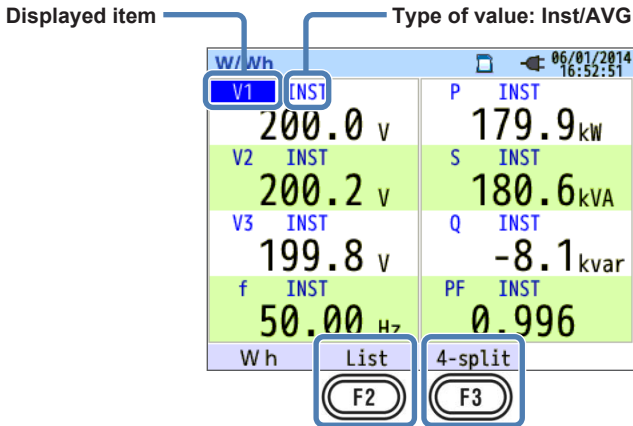 Displayed item Type of value: Inst/AVG
W/Wh 06/01/2014
16:52:51
V1 INST P INST
200.0 V 179.9 kW
V2 INST S INST
200.2 V 180.6 kVA
V3 INST Q INST
199.8 V -8.1 kvar
f INST PF INST
50.00 Hz 0.996
Wh List 4-split
F2 F3